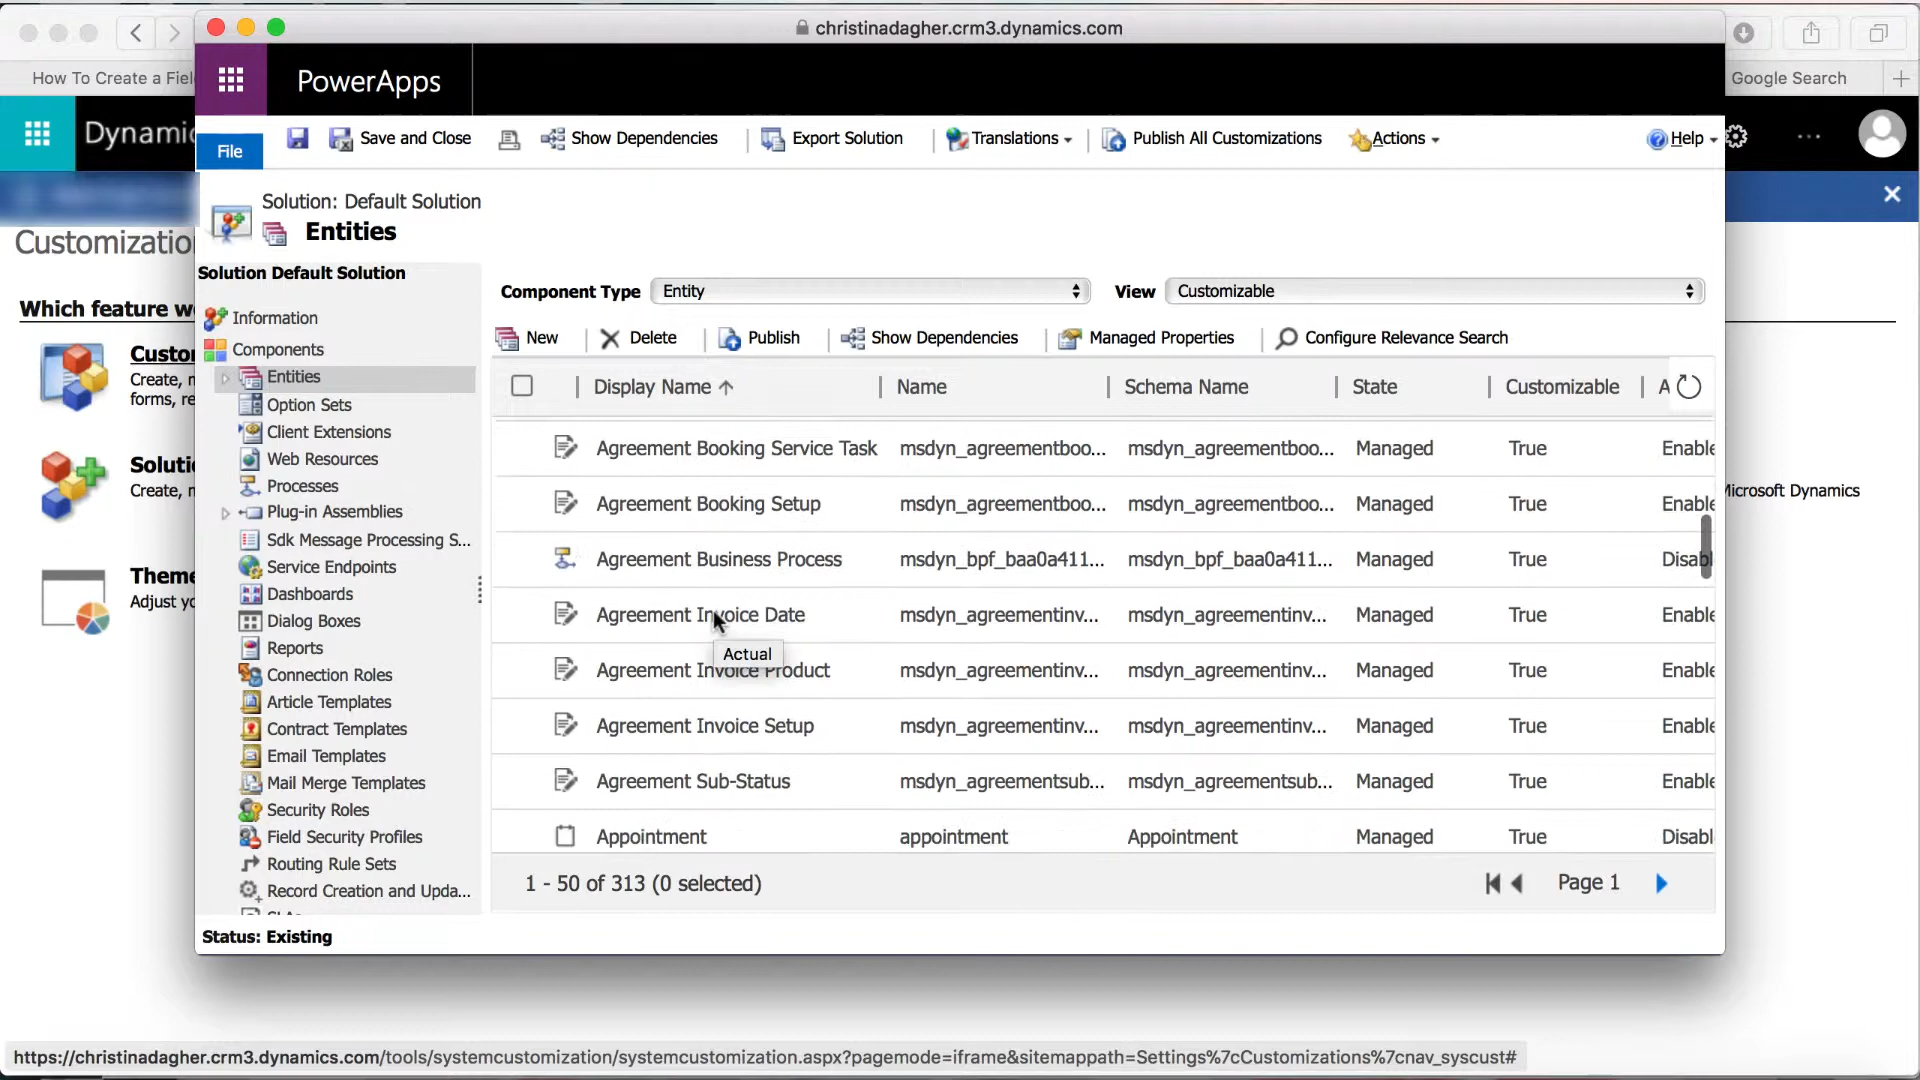 christinadagher.crm3.dynamics.com
How To Create a Fiel
Google Search
PowerApps
Dynamic
File
Save and Close
Show Dependencies
Export Solution
Translations
Publish All Customizations
Actions
Help
Solution: Default Solution
Entities
Customization
Which feature w
Custo
Create, m
forms, re
Soluti
Create, m
Microsoft Dynamics
Theme
Adjust yo
Solution Default Solution
Information
Components
Entities
Option Sets
Client Extensions
Web Resources
Processes
Plug-in Assemblies
Sdk Message Processing S...
Service Endpoints
Dashboards
Dialog Boxes
Reports
Connection Roles
Article Templates
Contract Templates
Email Templates
Mail Merge Templates
Security Roles
Field Security Profiles
Routing Rule Sets
Record Creation and Upda...
Component Type Entity View Customizable
New Delete Publish Show Dependencies Managed Properties Configure Relevance Search
Display Name Name Schema Name State Customizable A
Agreement Booking Service Task msdyn_agreementboo... msdyn_agreementboo... Managed True Enable
Agreement Booking Setup msdyn_agreementboo... msdyn_agreementboo... Managed True Enable
Agreement Business Process msdyn_bpf_baa0a411... msdyn_bpf_baa0a411... Managed True Disabl
Agreement Invoice Date msdyn_agreementinv... msdyn_agreementinv... Managed True Enable
Actual
Agreement Invoice Product msdyn_agreementinv... msdyn_agreementinv... Managed True Enable
Agreement Invoice Setup msdyn_agreementinv... msdyn_agreementinv... Managed True Enable
Agreement Sub-Status msdyn_agreementsub... msdyn_agreementsub... Managed True Enable
Appointment appointment Appointment Managed True Disabl
1 - 50 of 313 (0 selected) Page 1
Status: Existing
https://christinadagher.crm3.dynamics.com/tools/systemcustomization/systemcustomization.aspx?pagemode=iframe&sitemappath=Settings%7cCustomizations%7cnav_syscust#